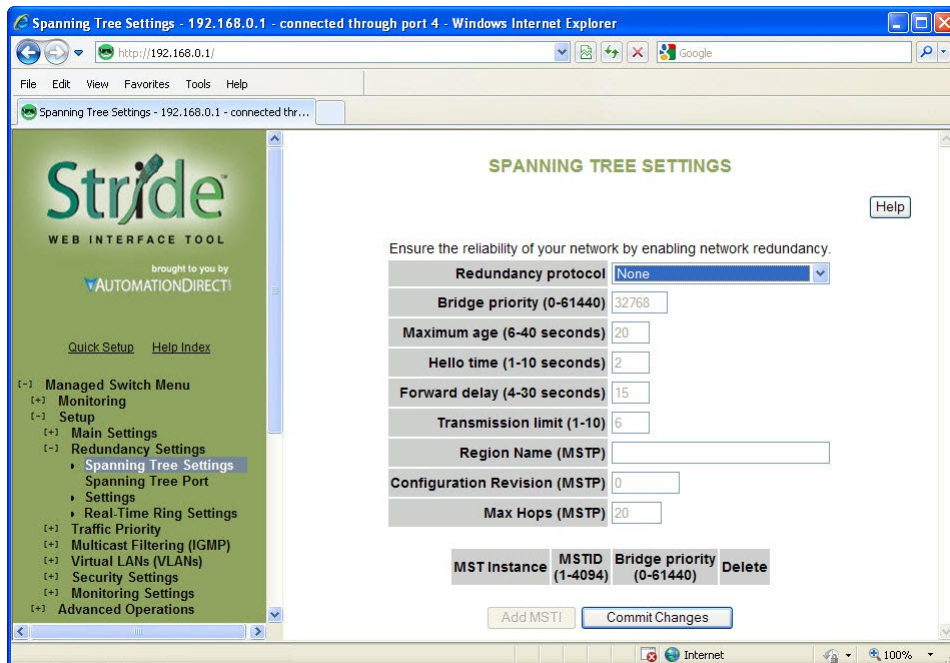 Spanning Tree Settings - 192.168.0.1 - connected through port 4 - Windows Internet Explorer
http://192.168.0.1/
Google
File Edit View Favorites Tools Help
Spanning Tree Settings - 192.168.0.1 - connected thr...
Stride™
WEB INTERFACE TOOL
brought to you by
AUTOMATIONDIRECT
Quick Setup Help Index
[-] Managed Switch Menu
[+] Monitoring
[-] Setup
[+] Main Settings
[-] Redundancy Settings
Spanning Tree Settings
Spanning Tree Port
Settings
Real-Time Ring Settings
[+] Traffic Priority
[+] Multicast Filtering (IGMP)
[+] Virtual LANs (VLANs)
[+] Security Settings
[+] Monitoring Settings
[+] Advanced Operations
SPANNING TREE SETTINGS
Help
Ensure the reliability of your network by enabling network redundancy.
Redundancy protocol None
Bridge priority (0-61440) 32768
Maximum age (6-40 seconds) 20
Hello time (1-10 seconds) 2
Forward delay (4-30 seconds) 15
Transmission limit (1-10) 6
Region Name (MSTP)
Configuration Revision (MSTP) 0
Max Hops (MSTP) 20
MST Instance MSTID (1-4094) Bridge priority (0-61440) Delete
Add MSTI Commit Changes
Internet 100%